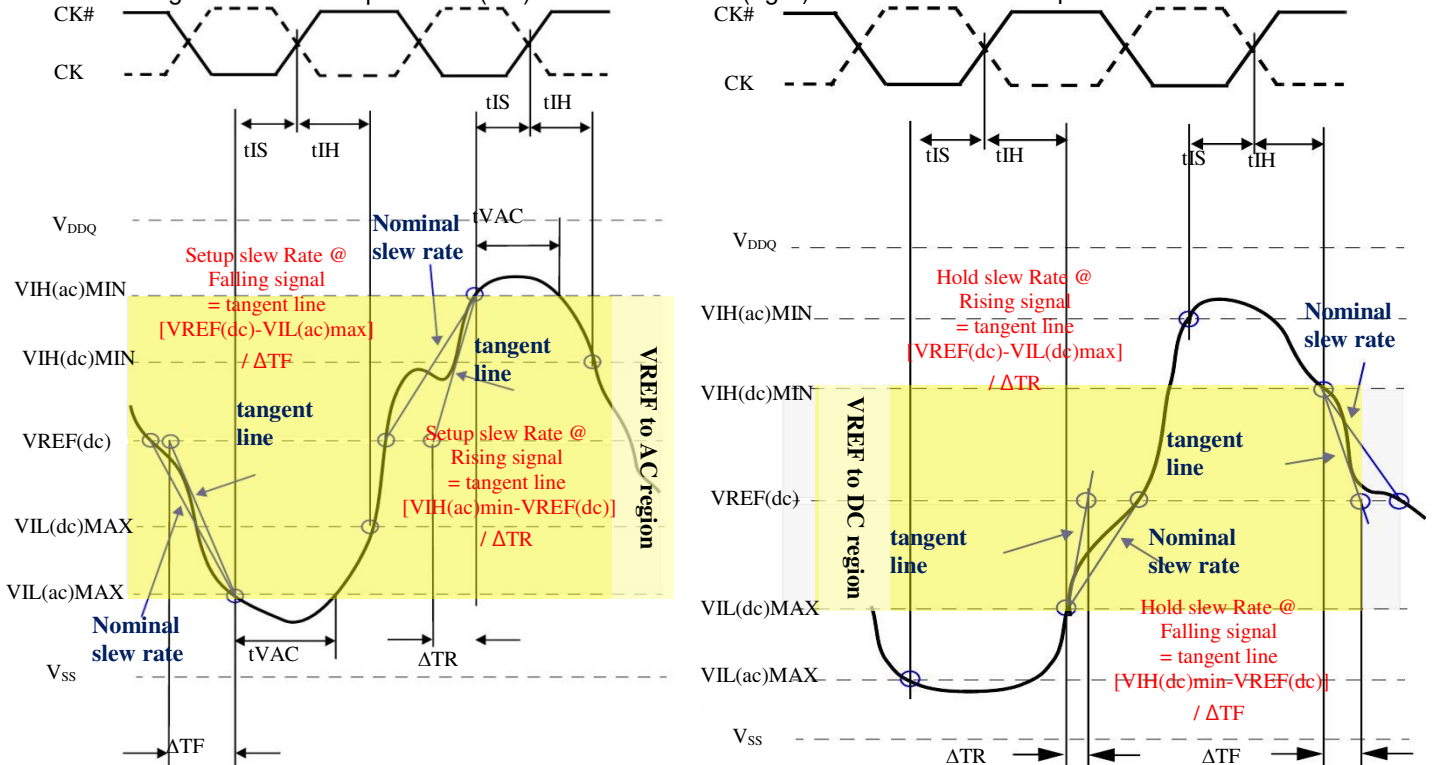 CK#
CK
tIS
tIH
tIS
tIH
VDDQ
Nominal
slew rate
tVAC
Setup slew Rate @
Falling signal
= tangent line
[VREF(dc)-VIL(ac)max]
/ ΔTF
VIH(ac)MIN
VIH(dc)MIN
tangent
line
tangent
line
VREF(dc)
Setup slew Rate @
Rising signal
= tangent line
[VIH(ac)min-VREF(dc)]
/ ΔTR
VREF to AC region
VIL(dc)MAX
VIL(ac)MAX
Nominal
slew rate
tVAC
ΔTR
VSS
ΔTF
CK#
CK
tIS
tIH
tIS
tIH
VDDQ
Hold slew Rate @
Rising signal
= tangent line
[VREF(dc)-VIL(dc)max]
/ ΔTR
VIH(ac)MIN
Nominal
slew rate
VIH(dc)MIN
VREF to DC region
tangent
line
VREF(dc)
tangent
line
Nominal
slew rate
VIL(dc)MAX
Hold slew Rate @
Falling signal
= tangent line
[VIH(dc)min-VREF(dc)]
/ ΔTF
VIL(ac)MAX
VSS
ΔTR
ΔTF